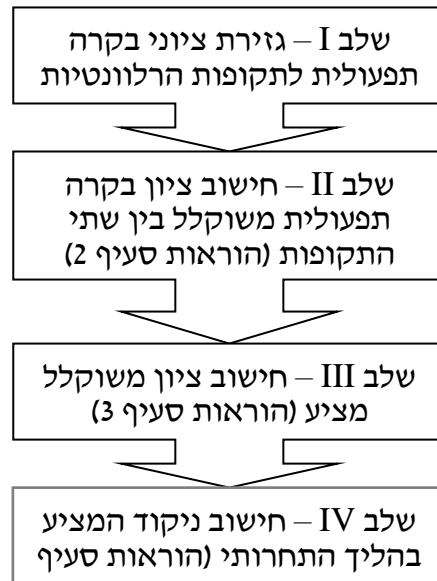 שלב I – גזירת ציוני בקרה
תפעולית לתקופות הרלוונטיות
שלב II – חישוב ציון בקרה
תפעולית משוקלל בין שתי
התקופות (הוראות סעיף 2)
שלב III – חישוב ציון משוקלל
מציע (הוראות סעיף 3)
שלב IV – חישוב ניקוד המציע
בהליך התחרותי (הוראות סעיף